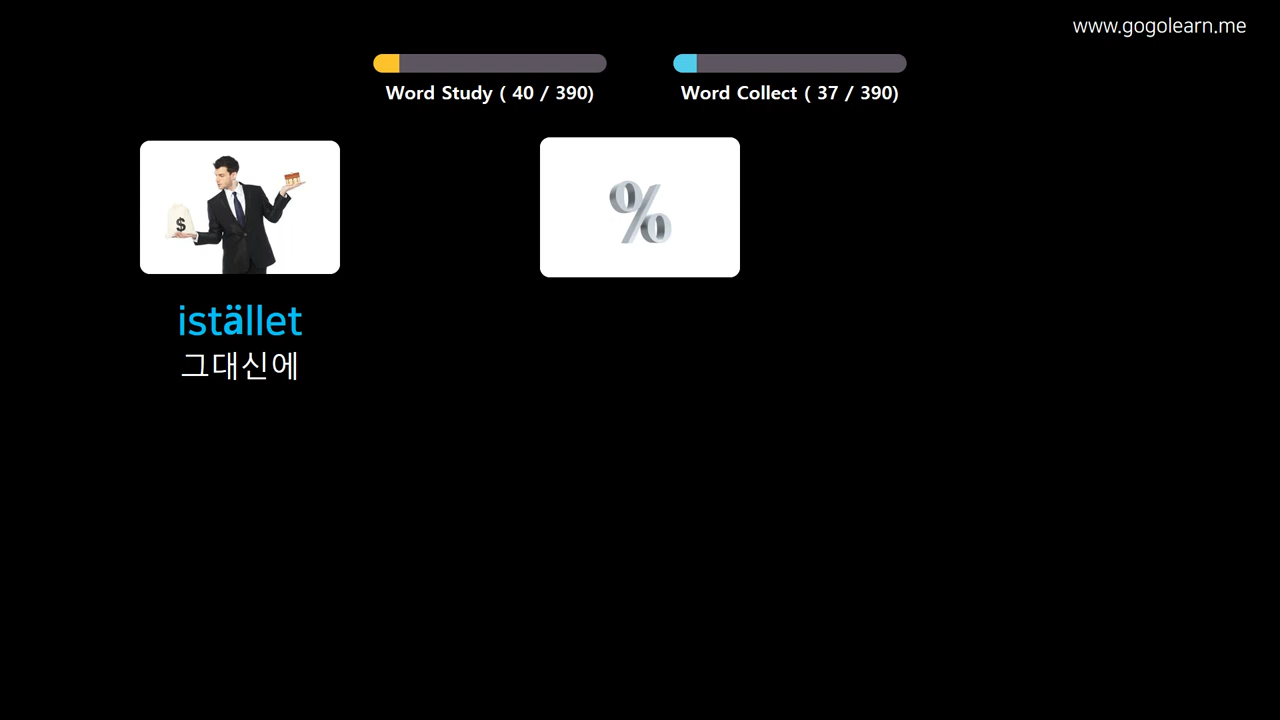 www.gogolearn.me
Word Study ( 40 / 390)
Word Collect ( 37 / 390)
$
%
istället
그대신에